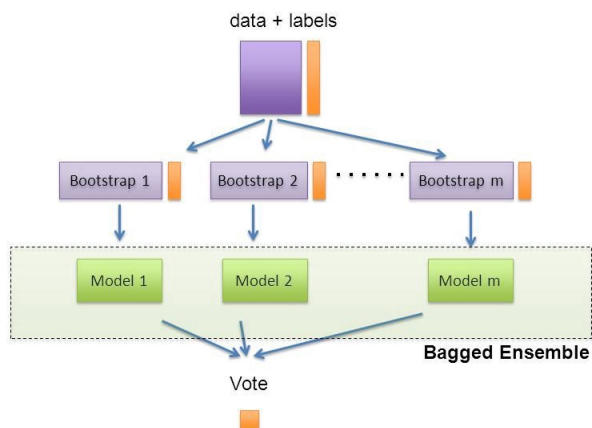 data + labels
Bootstrap 1
Bootstrap 2
......
Bootstrap m
Model 1
Model 2
Model m
Bagged Ensemble
Vote